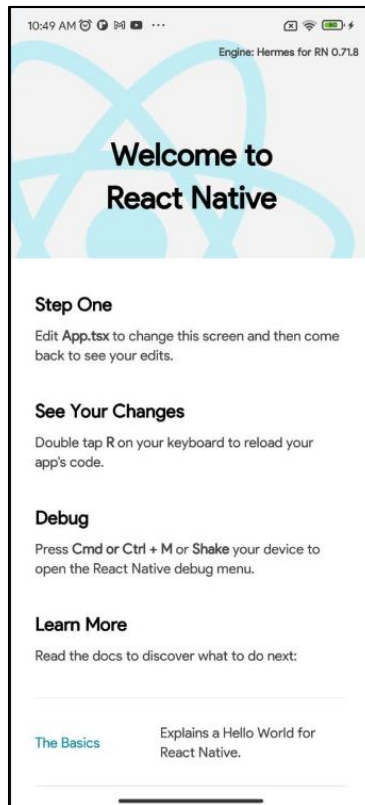 10:49 AM
Engine: Hermes for RN 0.71.8
Welcome to
React Native
Step One
Edit App.tsx to change this screen and then come
back to see your edits.
See Your Changes
Double tap R on your keyboard to reload your
app's code.
Debug
Press Cmd or Ctrl + M or Shake your device to
open the React Native debug menu.
Learn More
Read the docs to discover what to do next:
The Basics
Explains a Hello World for
React Native.